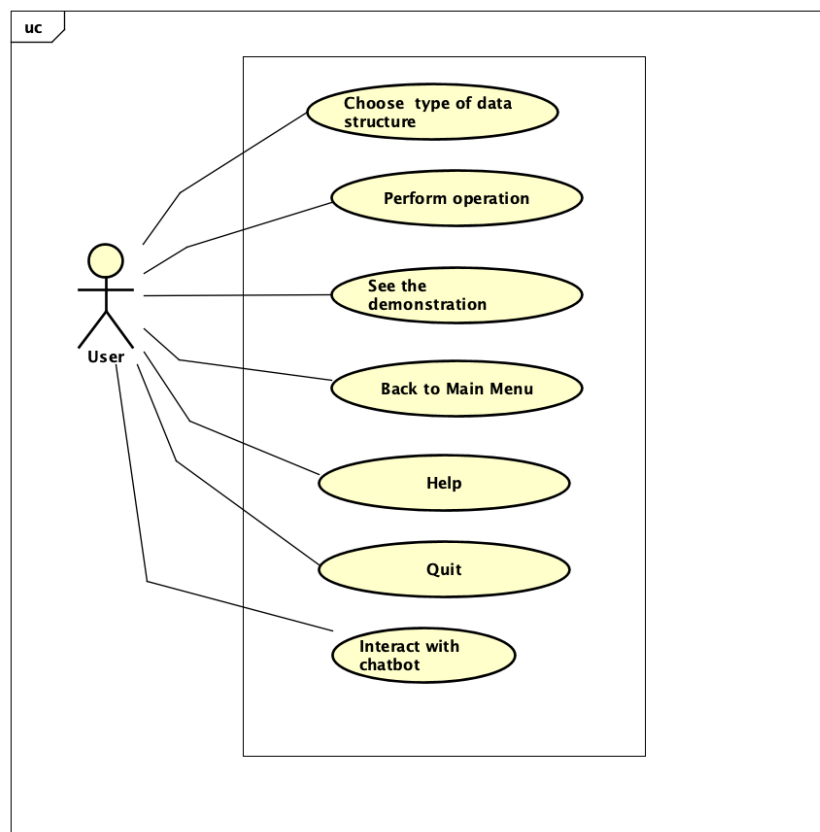 uc
Choose  type of data
structure
Perform operation
See the
demonstration
User
Back to Main Menu
Help
Quit
Interact with
chatbot